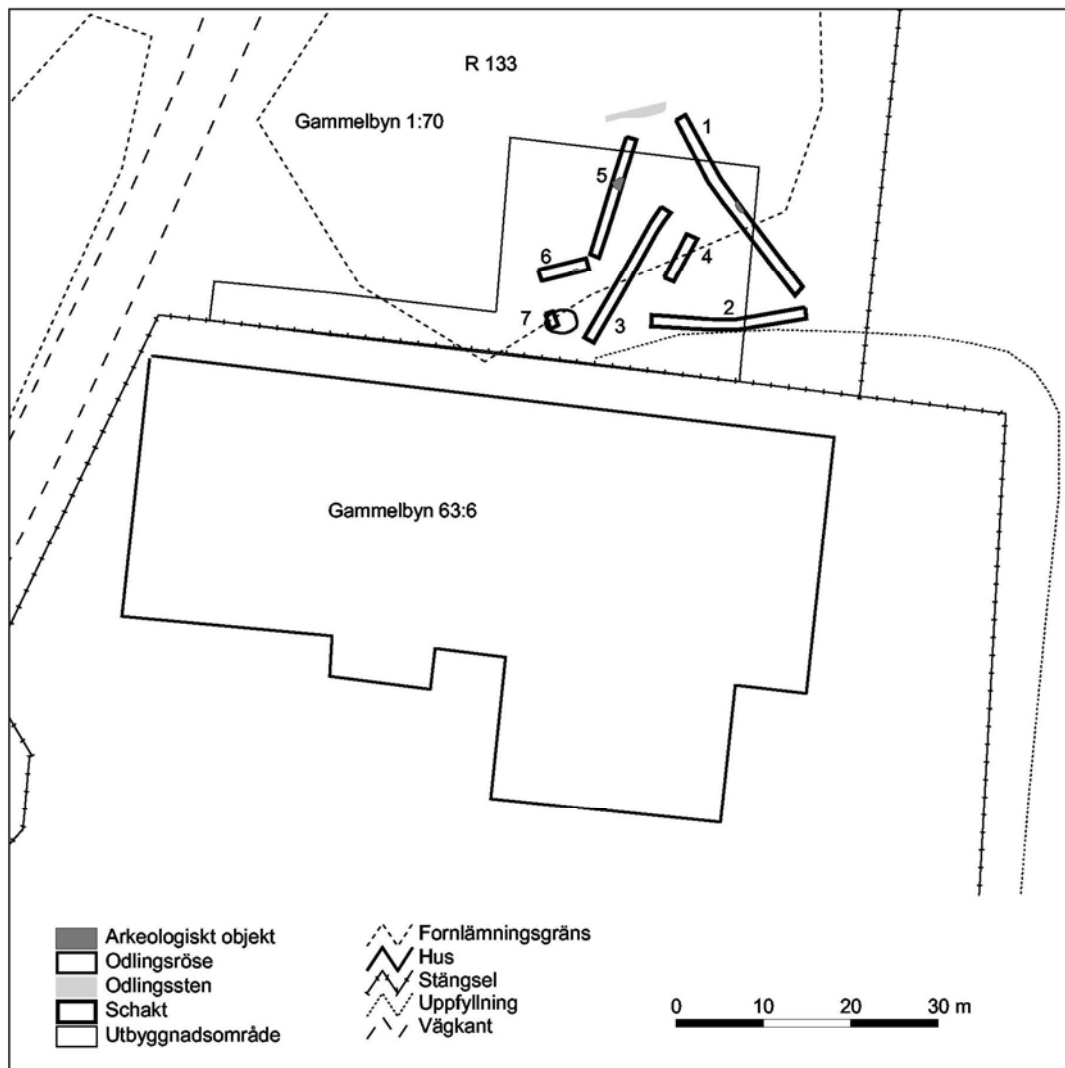 R 133
Gammelbyn 1:70
1
5
6
4
7
3
2
Gammelbyn 63:6
Arkeologiskt objekt
Odlingsröse
Odlingssten
Schakt
Utbyggnadsområde
Fornlämningsgräns
Hus
Stängsel
Uppfyllning
Vägkant
0 10 20 30 m